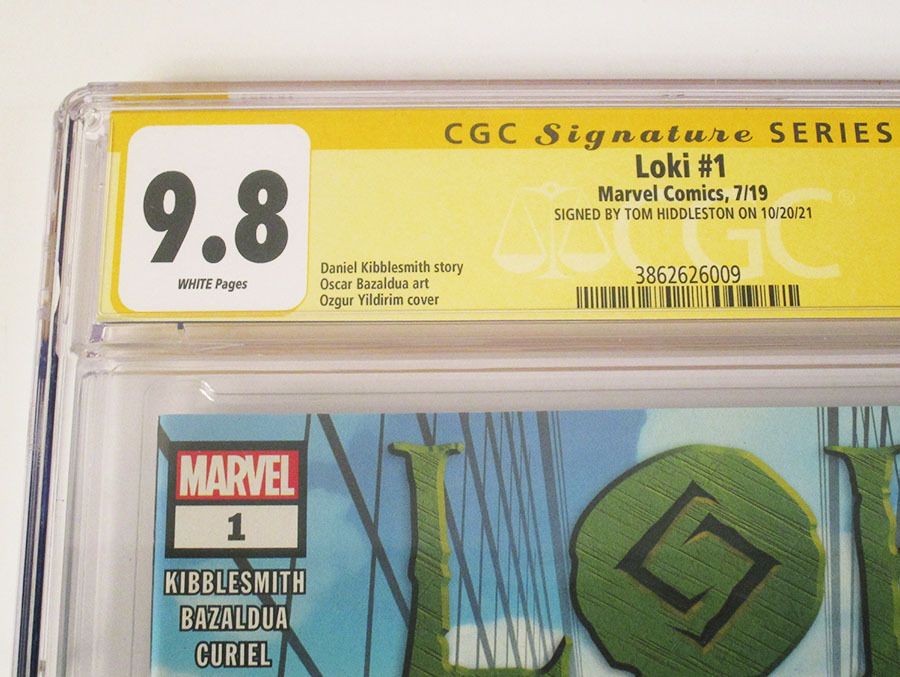 CGC Signature SERIES
Loki #1
Marvel Comics, 7/19
SIGNED BY TOM HIDDLESTON ON 10/20/21
9.8
WHITE Pages
Daniel Kibblesmith story
Oscar Bazaldua art
Ozgur Yildirim cover
CGC®
3862626009
MARVEL
1
KIBBLESMITH
BAZALDUA
CURIEL
LO